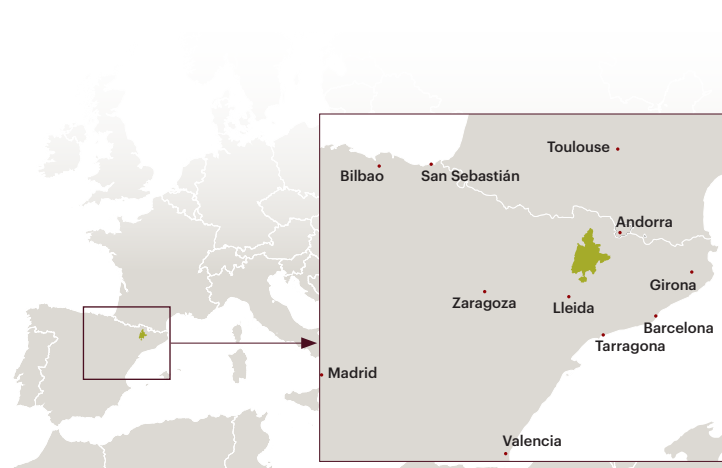 Toulouse
Bilbao
San Sebastián
Andorra
Girona
Zaragoza
Lleida
Barcelona
Tarragona
Madrid
Valencia